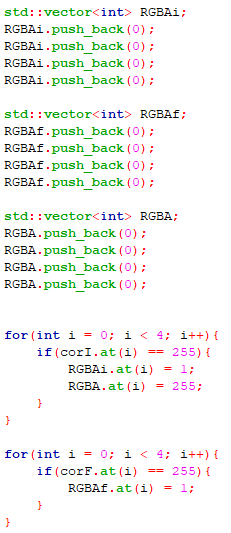 std::vector<int> RGBAi;
RGBAi.push_back(0);
RGBAi.push_back(0);
RGBAi.push_back(0);
RGBAi.push_back(0);

std::vector<int> RGBAf;
RGBAf.push_back(0);
RGBAf.push_back(0);
RGBAf.push_back(0);
RGBAf.push_back(0);

std::vector<int> RGBA;
RGBA.push_back(0);
RGBA.push_back(0);
RGBA.push_back(0);
RGBA.push_back(0);

for(int i = 0; i < 4; i++){
    if(corI.at(i) == 255){
        RGBAi.at(i) = 1;
        RGBA.at(i) = 255;
    }
}

for(int i = 0; i < 4; i++){
    if(corF.at(i) == 255){
        RGBAf.at(i) = 1;
    }
}